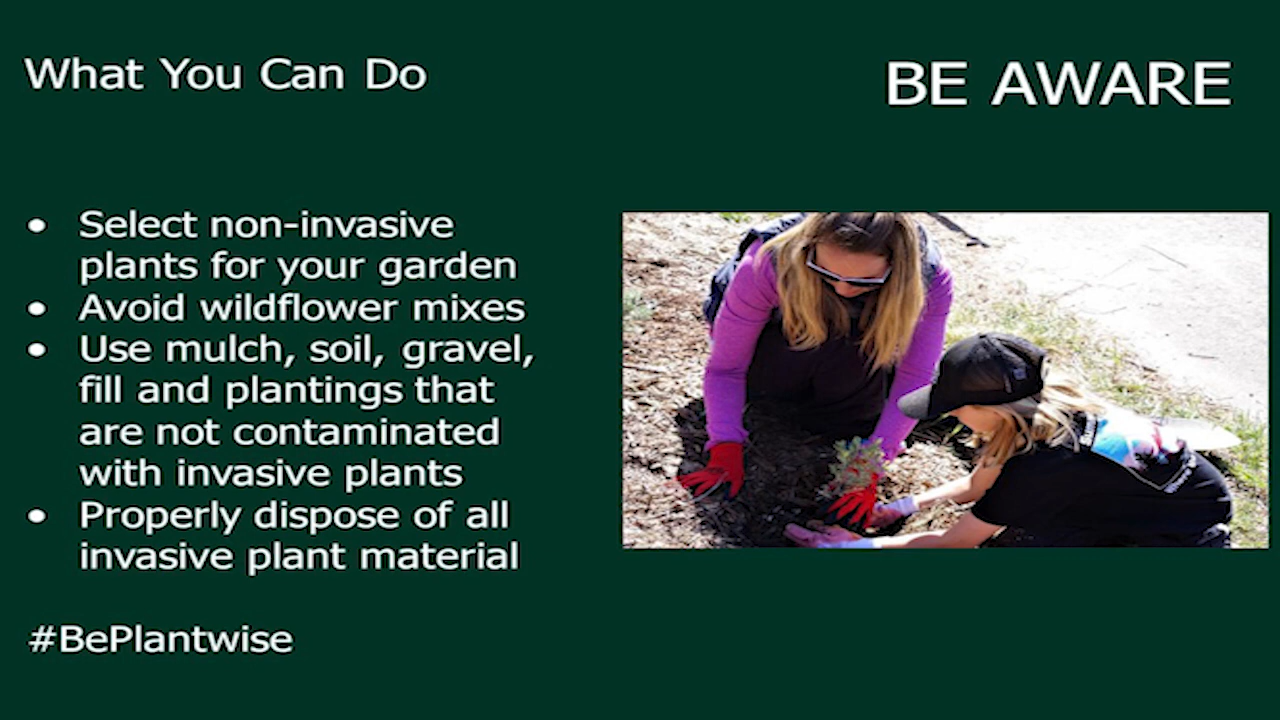 What You Can Do
BE AWARE
• Select non-invasive
plants for your garden
• Avoid wildflower mixes
• Use mulch, soil, gravel,
fill and plantings that
are not contaminated
with invasive plants
• Properly dispose of all
invasive plant material
#BePlantwise